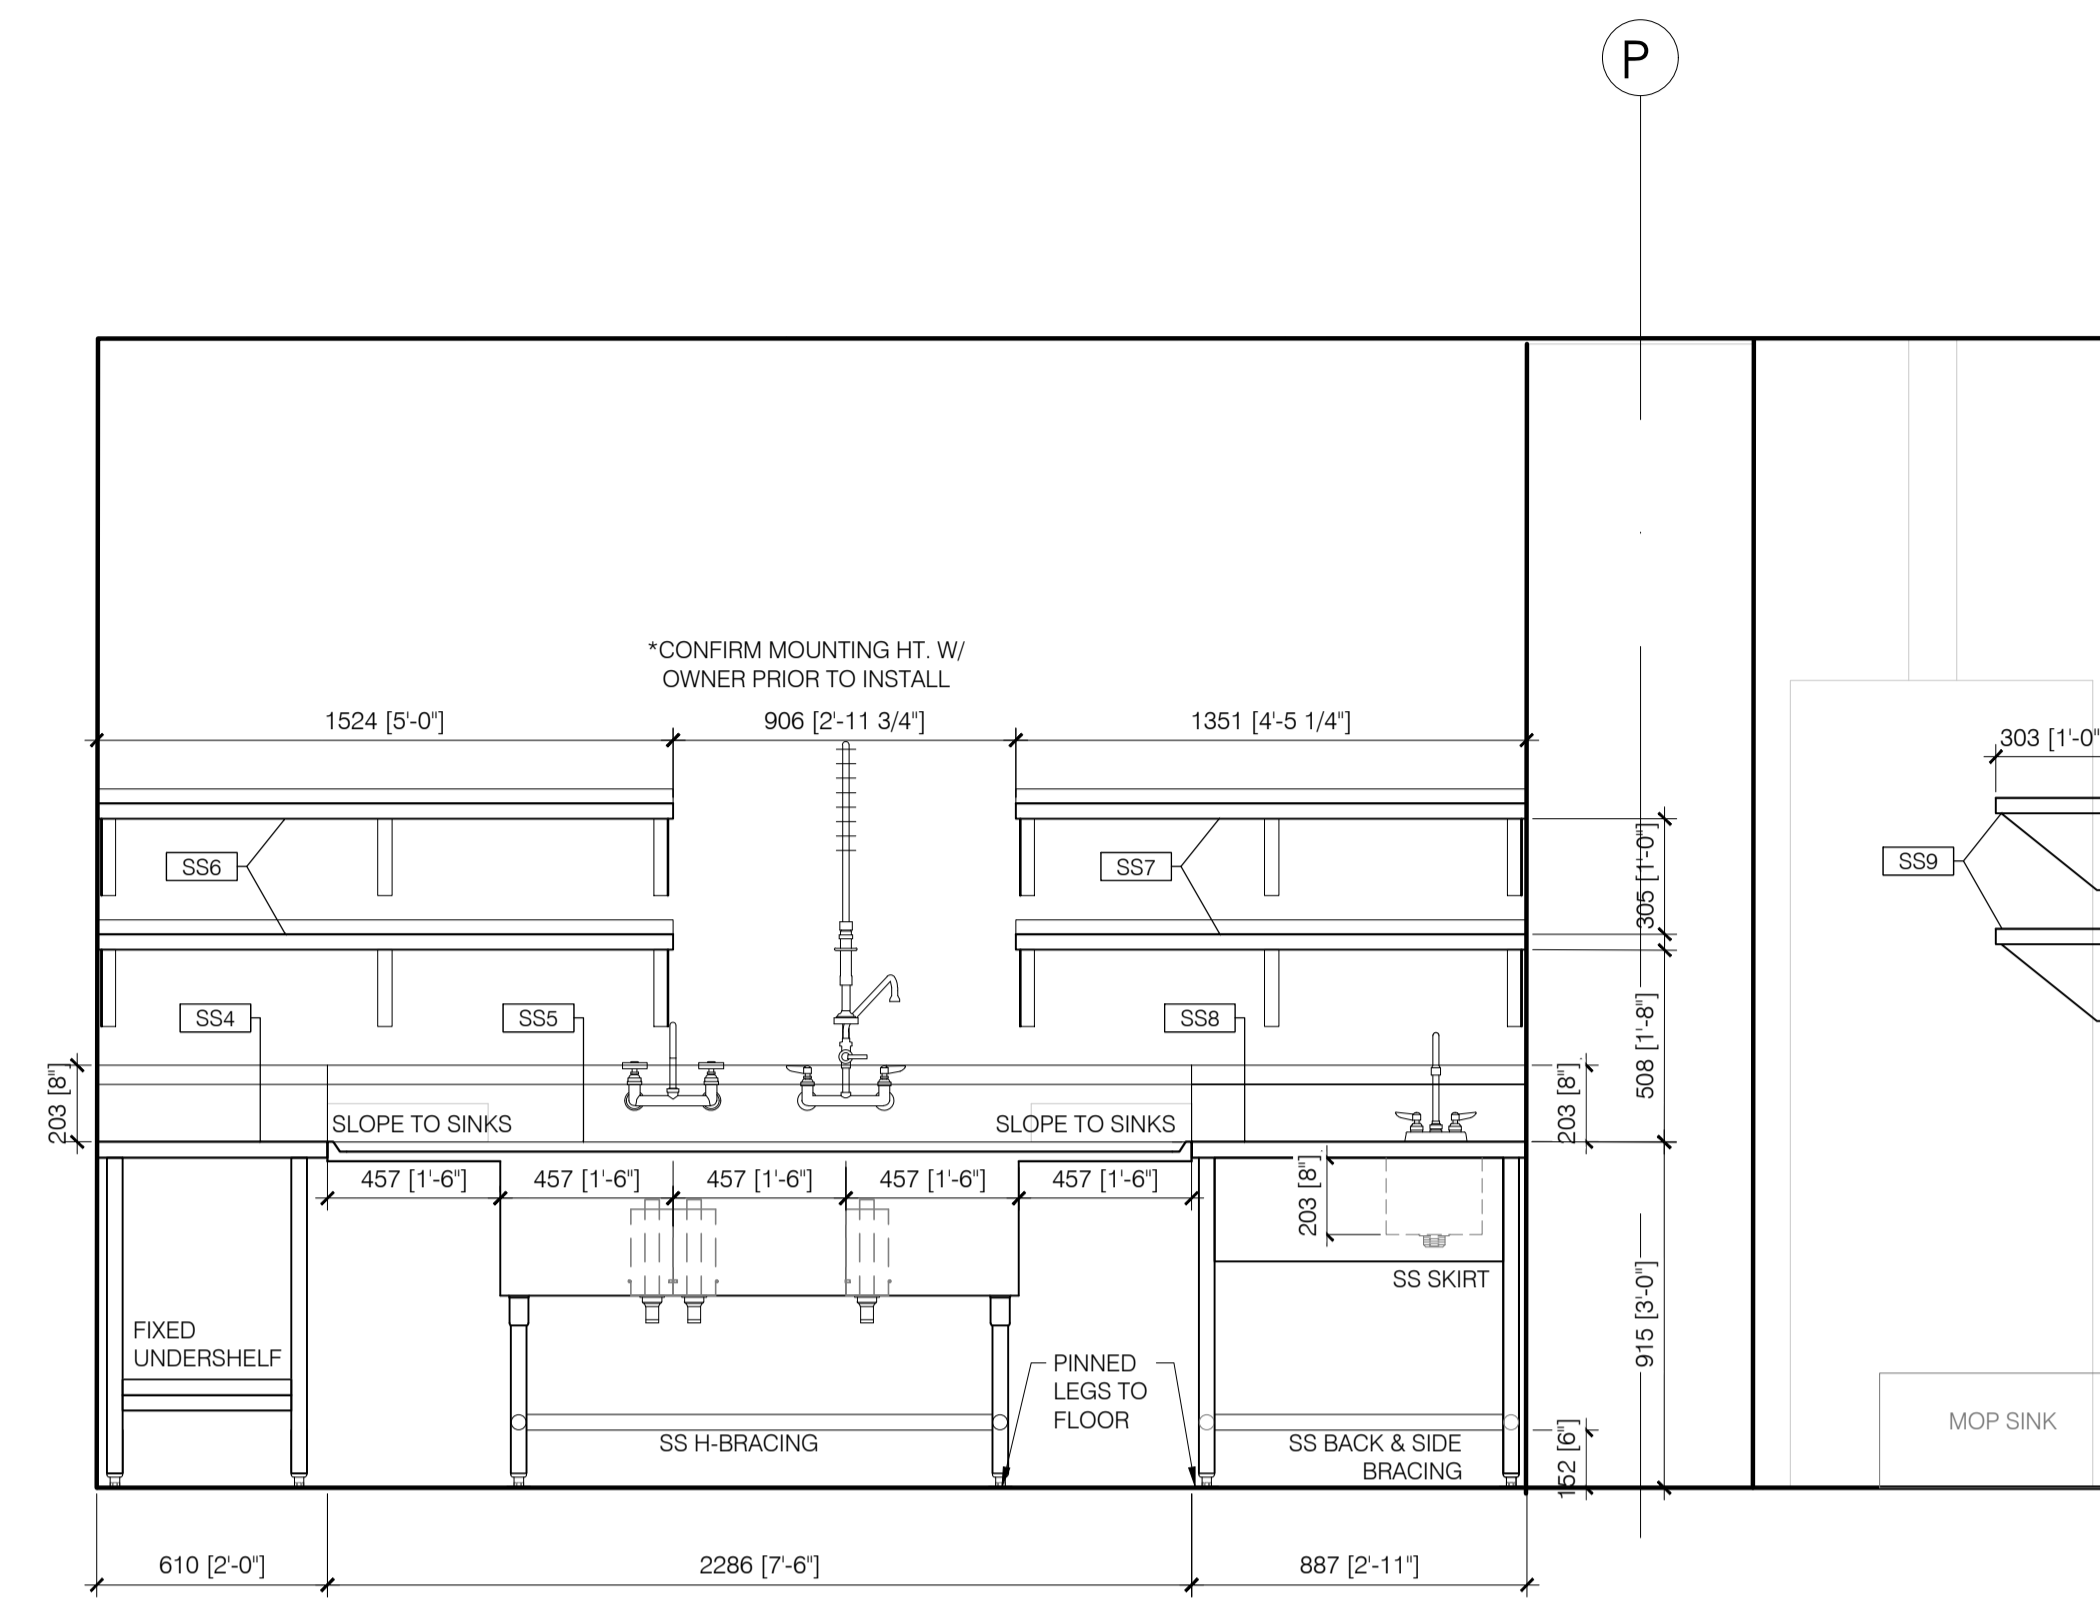 P
*CONFIRM MOUNTING HT. W/
OWNER PRIOR TO INSTALL
1524 [5'-0"]
906 [2'-11 3/4"]
1351 [4'-5 1/4"]
303 [1'-0"
SS6
SS7
SS9
305 [1'-0"]
SS4
SS5
SS8
508 [1'-8"]
203 [8"]
203 [8"]
SLOPE TO SINKS
SLOPE TO SINKS
457 [1'-6"]
457 [1'-6"]
457 [1'-6"]
457 [1'-6"]
457 [1'-6"]
203 [8"]
SS SKIRT
915 [3'-0"]
FIXED
UNDERSHELF
PINNED
LEGS TO
FLOOR
MOP SINK
SS H-BRACING
SS BACK & SIDE
BRACING
152 [6"]
610 [2'-0"]
2286 [7'-6"]
887 [2'-11"]